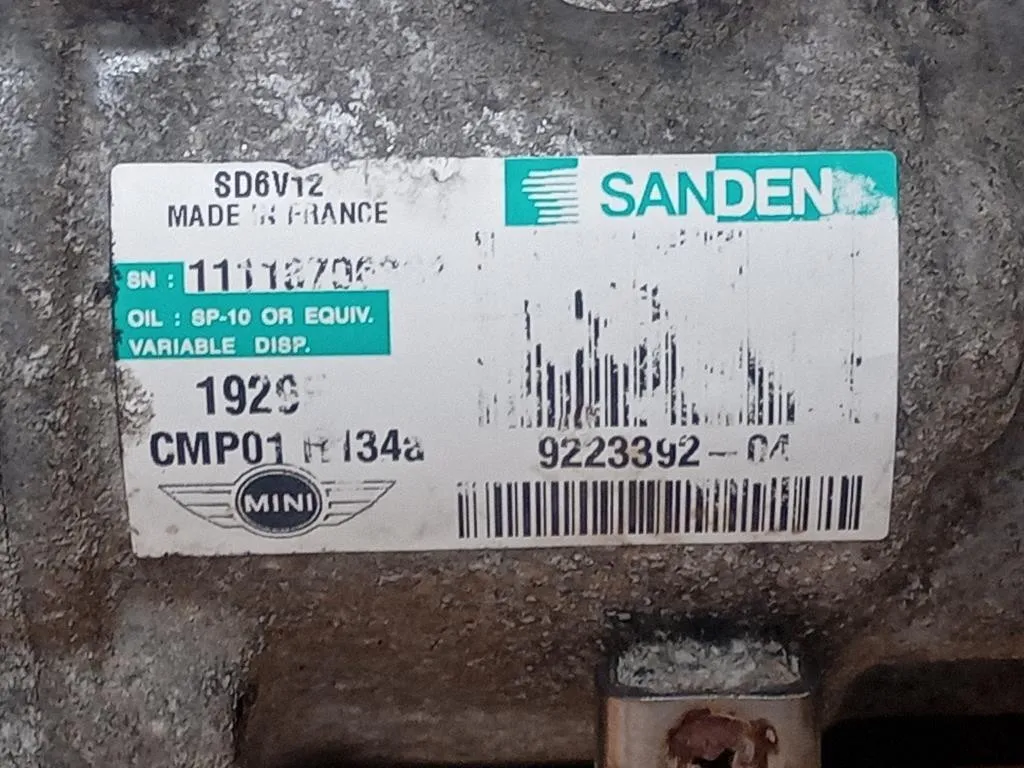 SD6V12
MADE IN FRANCE
SANDEN
SN :
OIL : SP-10 OR EQUIV.
VARIABLE DISP.
CMP01 R134a
9223392-04
MINI